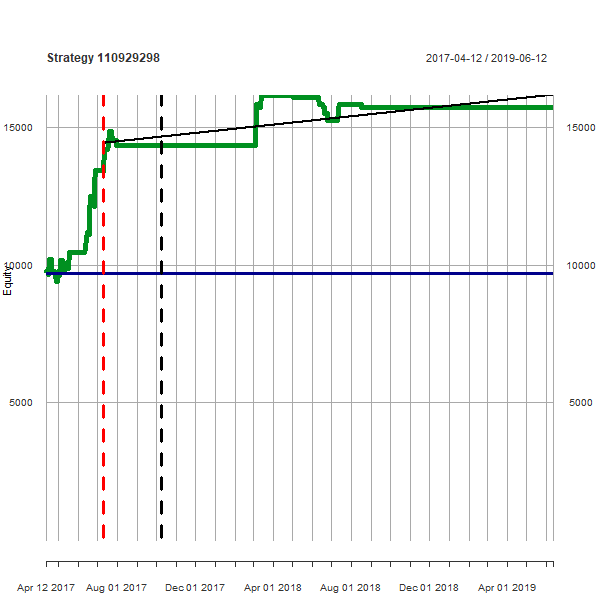 Strategy 110929298
2017-04-12 / 2019-06-12
15000
15000
10000
10000
Equity
5000
5000
Apr 12 2017
Aug 01 2017
Dec 01 2017
Apr 01 2018
Aug 01 2018
Dec 01 2018
Apr 01 2019